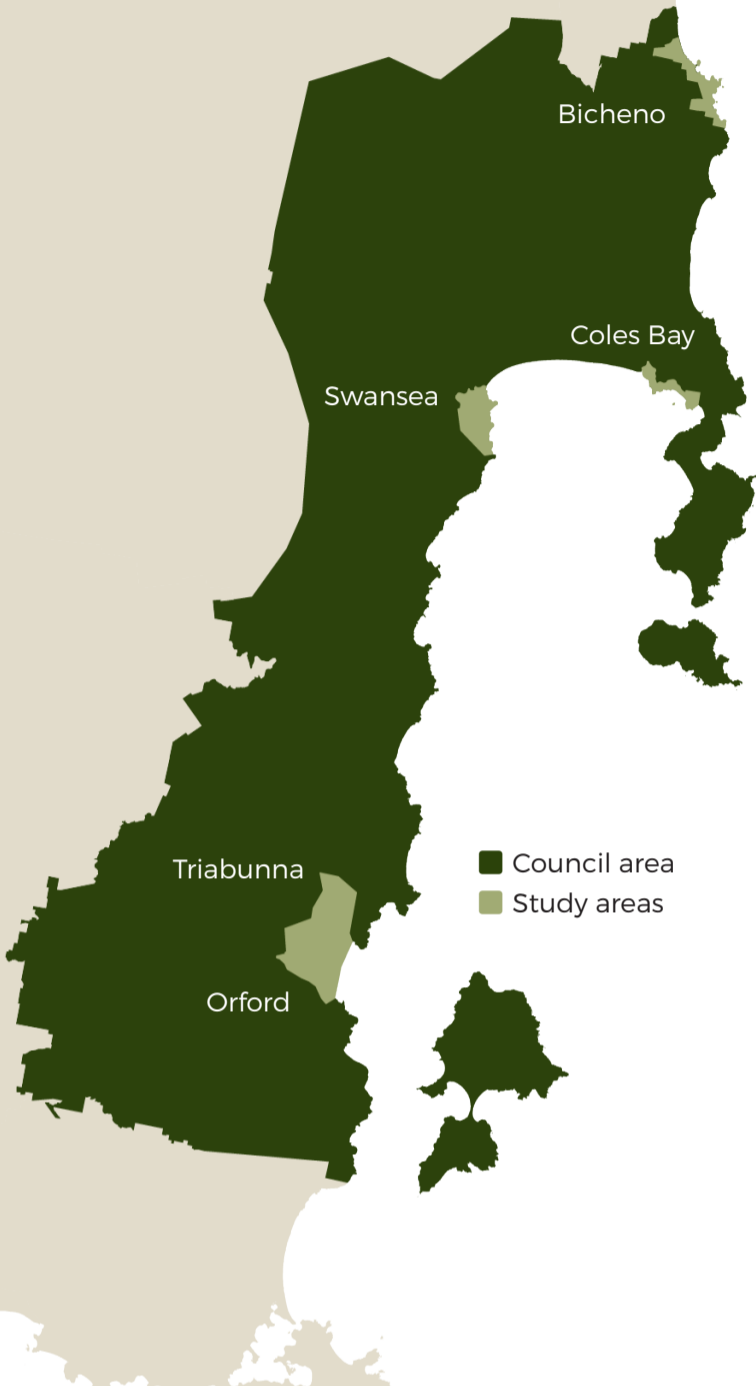 Bicheno
Coles Bay
Swansea
Triabunna
Council area
Study areas
Orford